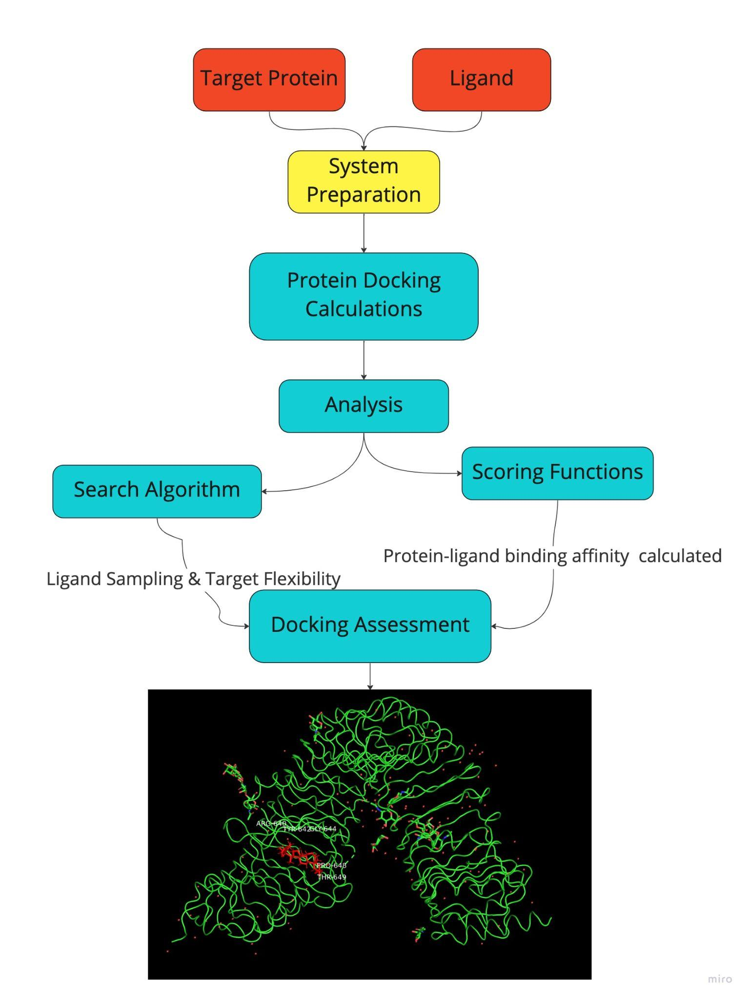 Target Protein
Ligand
System
Preparation
Protein Docking
Calculations
Analysis
Scoring Functions
Search Algorithm
Protein-ligand binding affinity calculated
Ligand Sampling & Target Flexibility
Docking Assessment
ARG-640
TYR-642
GLY-644
PRO-648
THR-649
miro